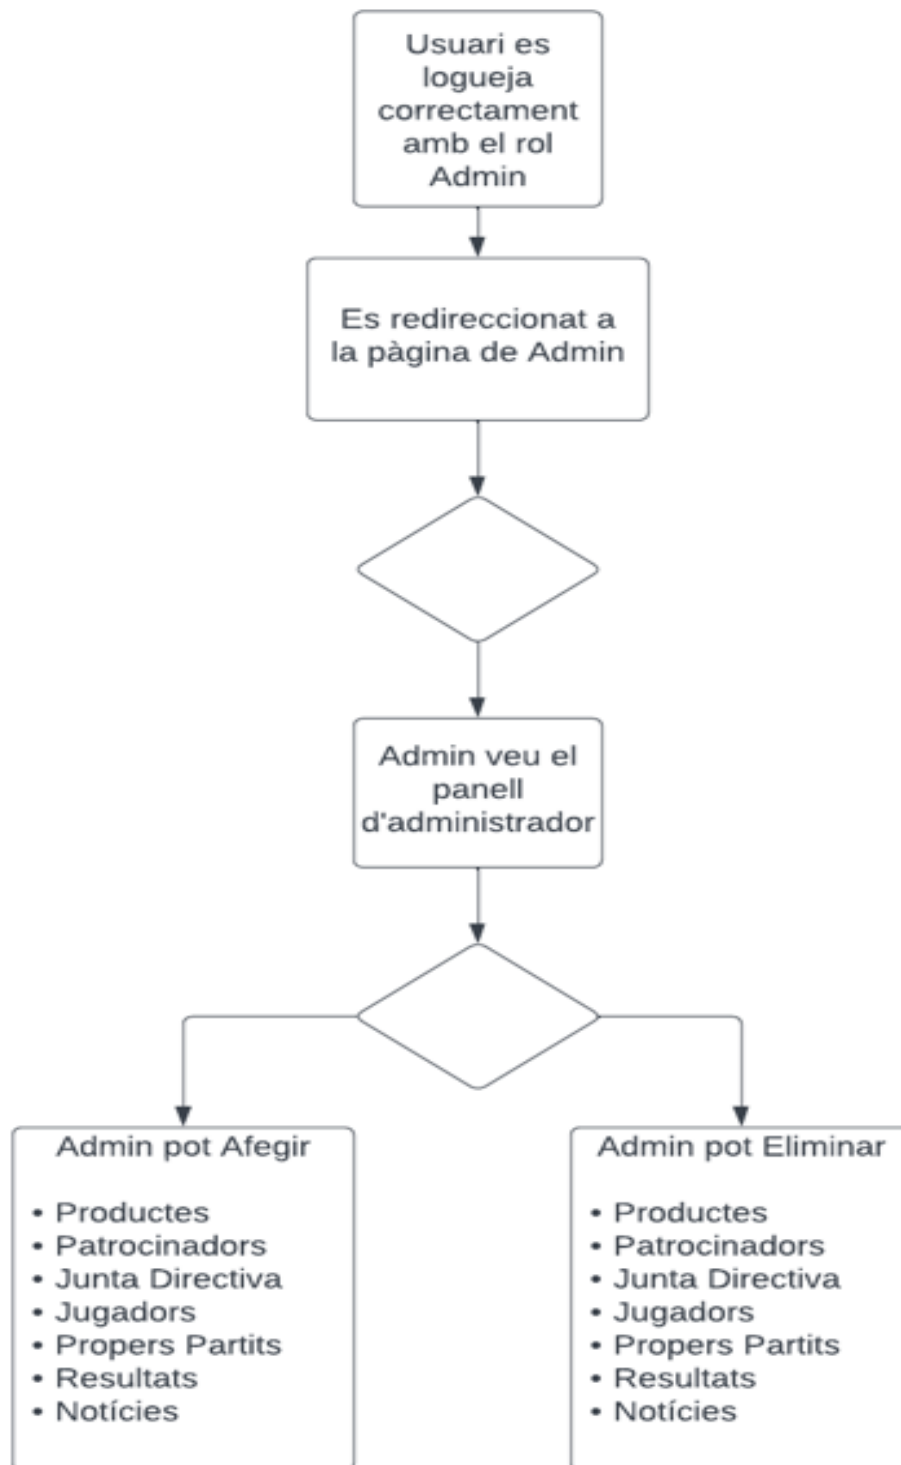 Usuari es
logueja
correctament
amb el rol
Admin
Es redireccionat a
la pàgina de Admin
Admin veu el
panell
d'administrador
Admin pot Afegir
• Productes
• Patrocinadors
• Junta Directiva
• Jugadors
• Propers Partits
• Resultats
• Notícies
Admin pot Eliminar
• Productes
• Patrocinadors
• Junta Directiva
• Jugadors
• Propers Partits
• Resultats
• Notícies